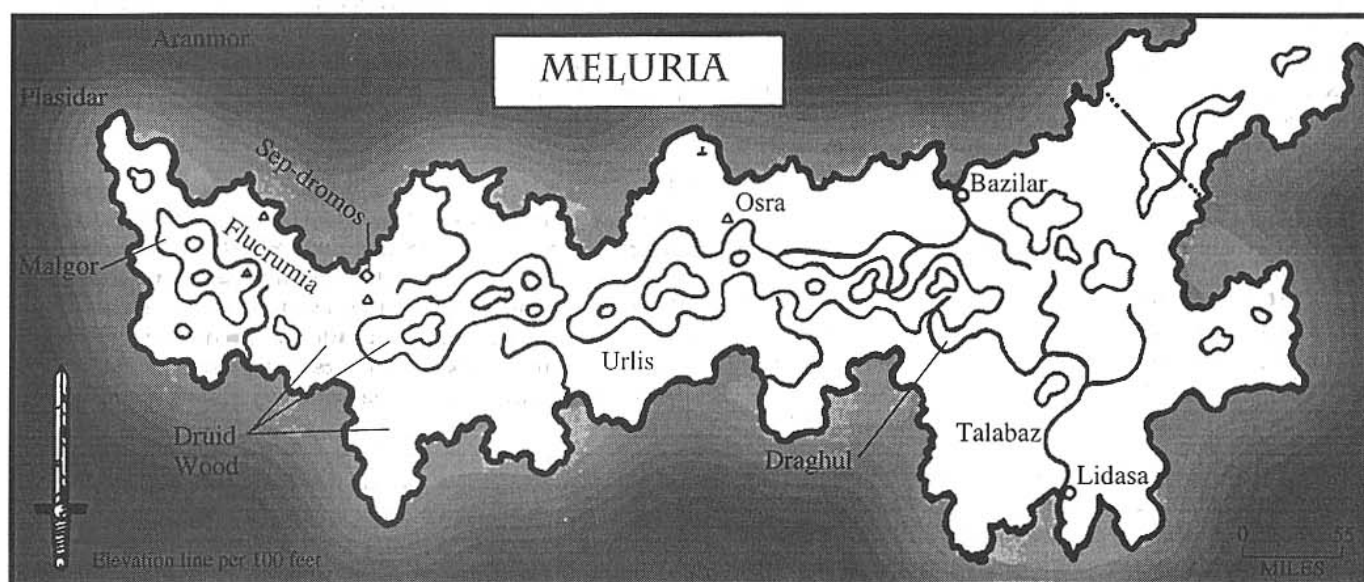 Aranmor
MELURIA
Plasidar
Sep-dromos
Bazilar
Osra
Flucrumia
Malgor
Urlis
Druid
Wood
Draghul
Talabaz
Lidasa
Elevation line per 100 feet
0 55
MILES